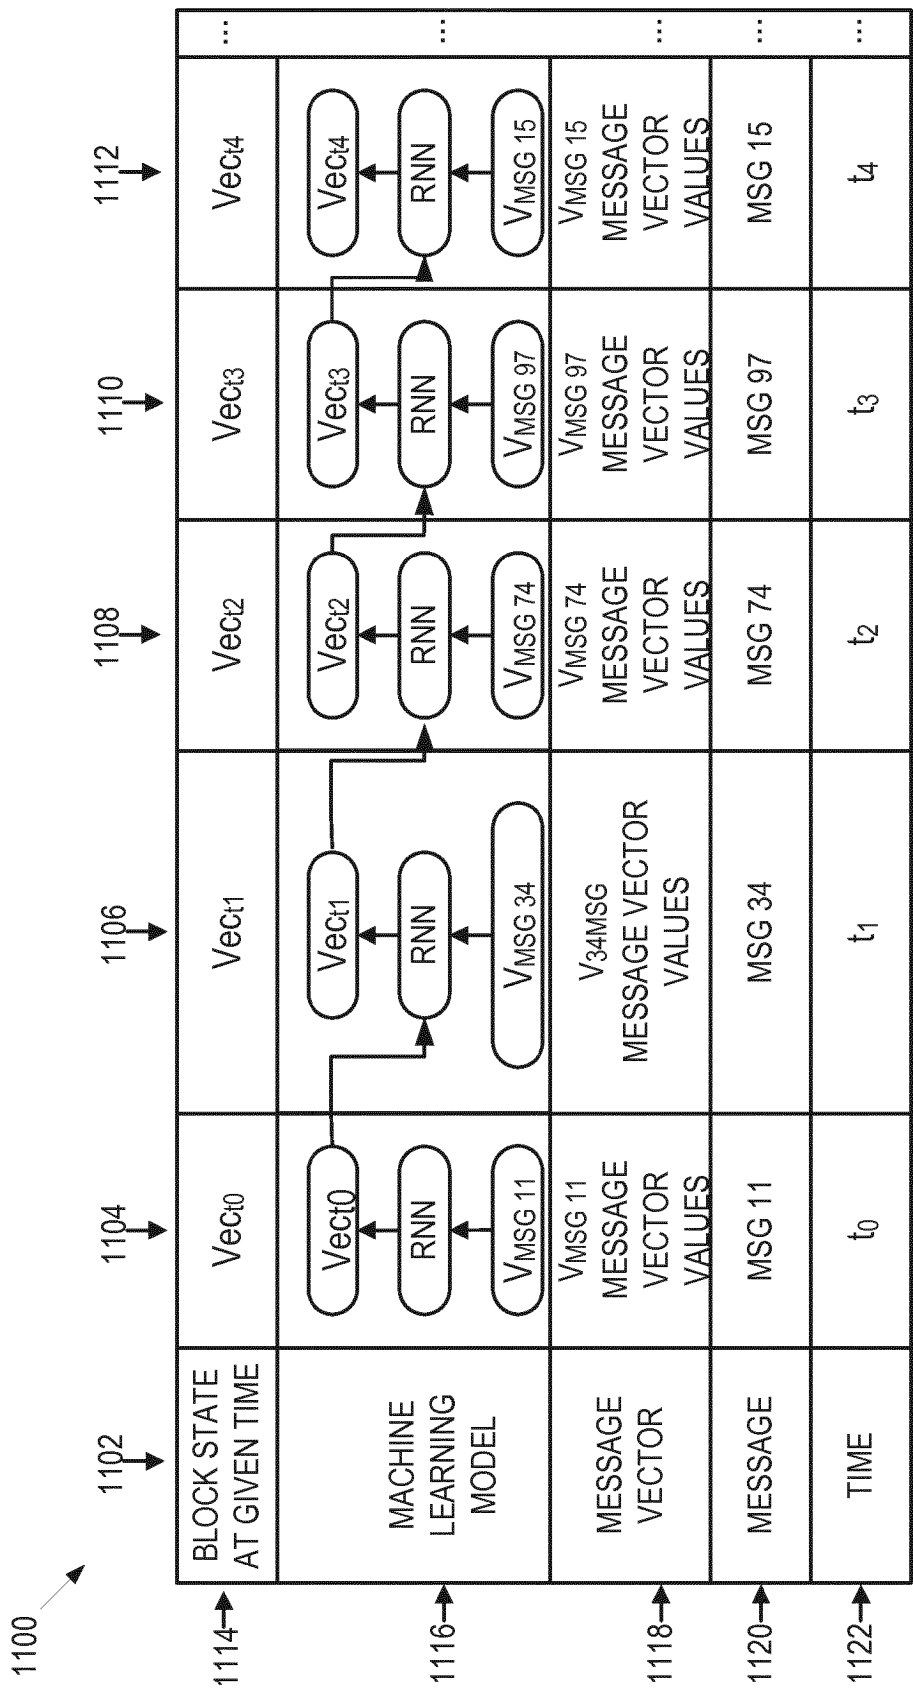 1100
1102
1104
1106
1108
1110
1112
1114
BLOCK STATE
AT GIVEN TIME
Vect0
Vect1
Vect2
Vect3
Vect4
...
1116
MACHINE
LEARNING
MODEL
Vect0
RNN
VMSG 11
Vect1
RNN
VMSG 34
Vect2
RNN
VMSG 74
Vect3
RNN
VMSG 97
Vect4
RNN
VMSG 15
...
1118
MESSAGE
VECTOR
VMSG 11
MESSAGE
VECTOR
VALUES
V34MSG
MESSAGE VECTOR
VALUES
VMSG 74
MESSAGE
VECTOR
VALUES
VMSG 97
MESSAGE
VECTOR
VALUES
VMSG 15
MESSAGE
VECTOR
VALUES
...
1120
MESSAGE
MSG 11
MSG 34
MSG 74
MSG 97
MSG 15
...
1122
TIME
t0
t1
t2
t3
t4
...